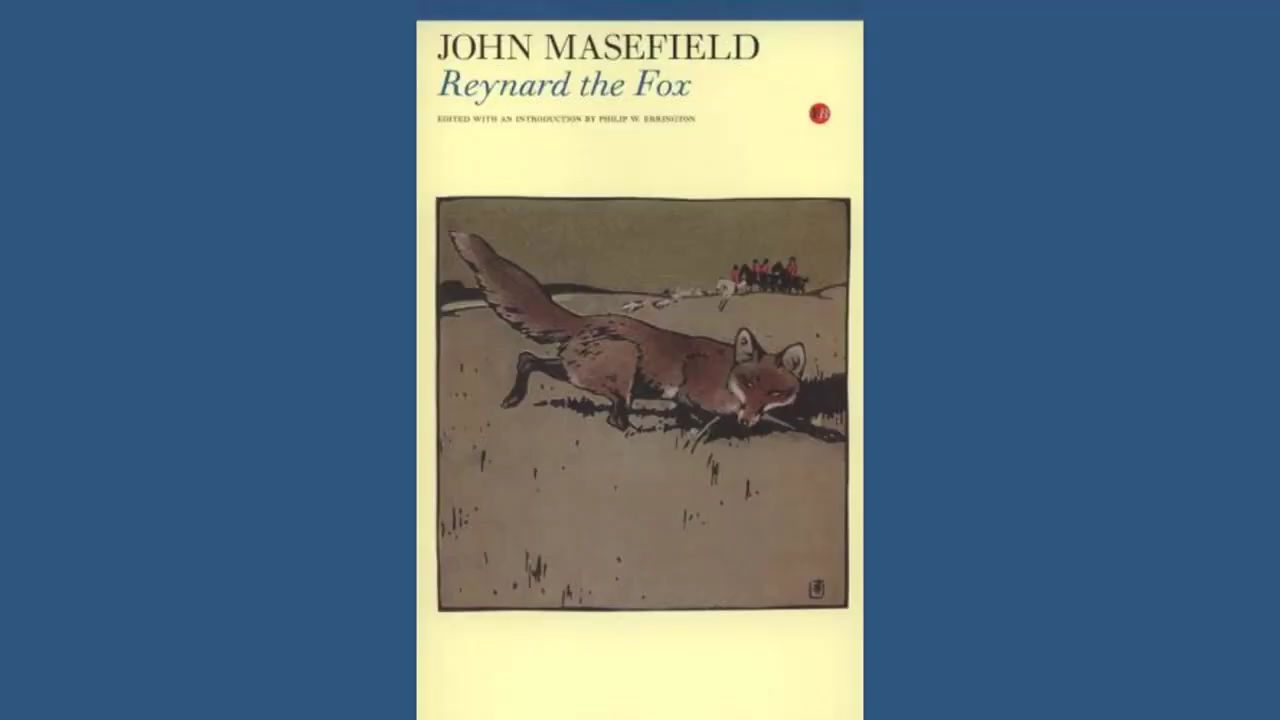 JOHN MASEFIELD
Reynard the Fox
EDITED WITH AN INTRODUCTION BY PHILIP W. ERRINGTON